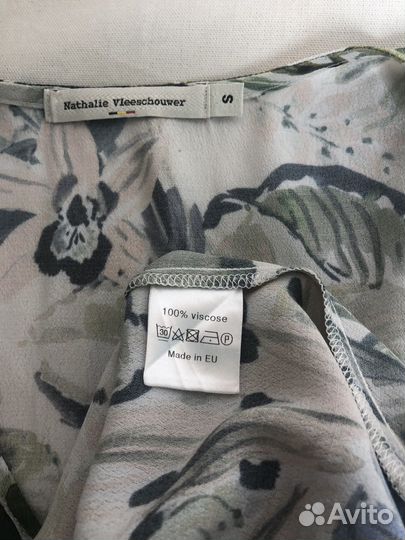 Nathalie Vleeschouwer
S
100% viscose
30 P
Made in EU
Avito